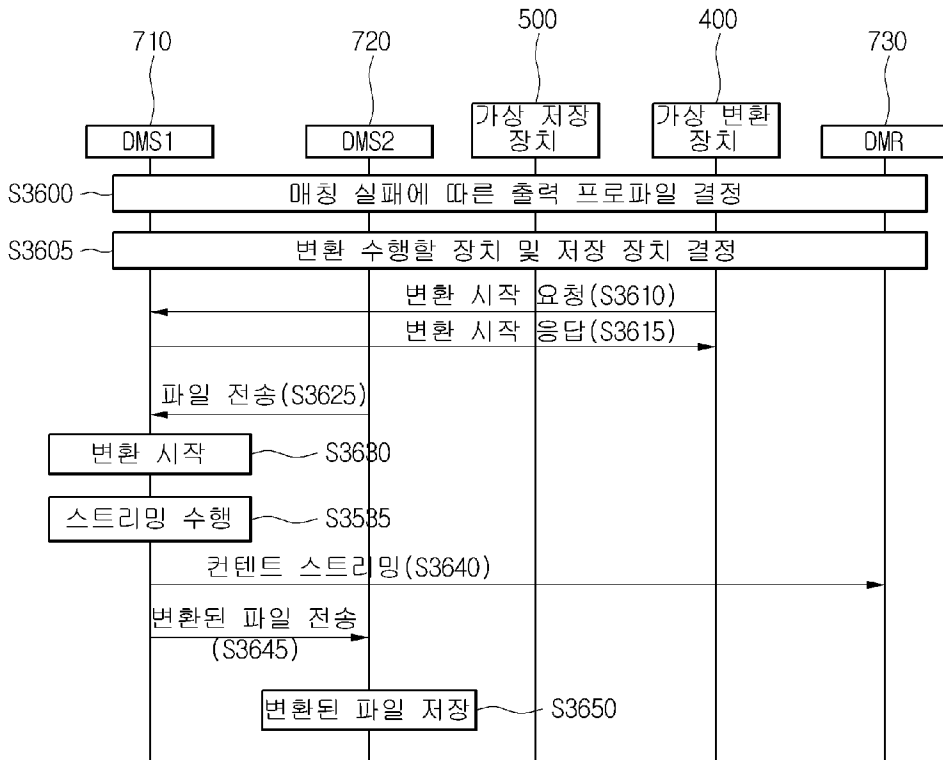 500
400
710
720
730
DMS1
DMS2
가상 저장
장치
가상 변환
장치
DMR
S3600
매칭 실패에 따른 출력 프로파일 결정
S3605
변환 수행할 장치 및 저장 장치 결정
변환 시작 요청(S3610)
변환 시작 응답(S3615)
파일 전송(S3625)
변환 시작
S3630
스트리밍 수행
S3535
컨텐트 스트리밍(S3640)
변환된 파일 전송
(S3645)
변환된 파일 저장
S3650